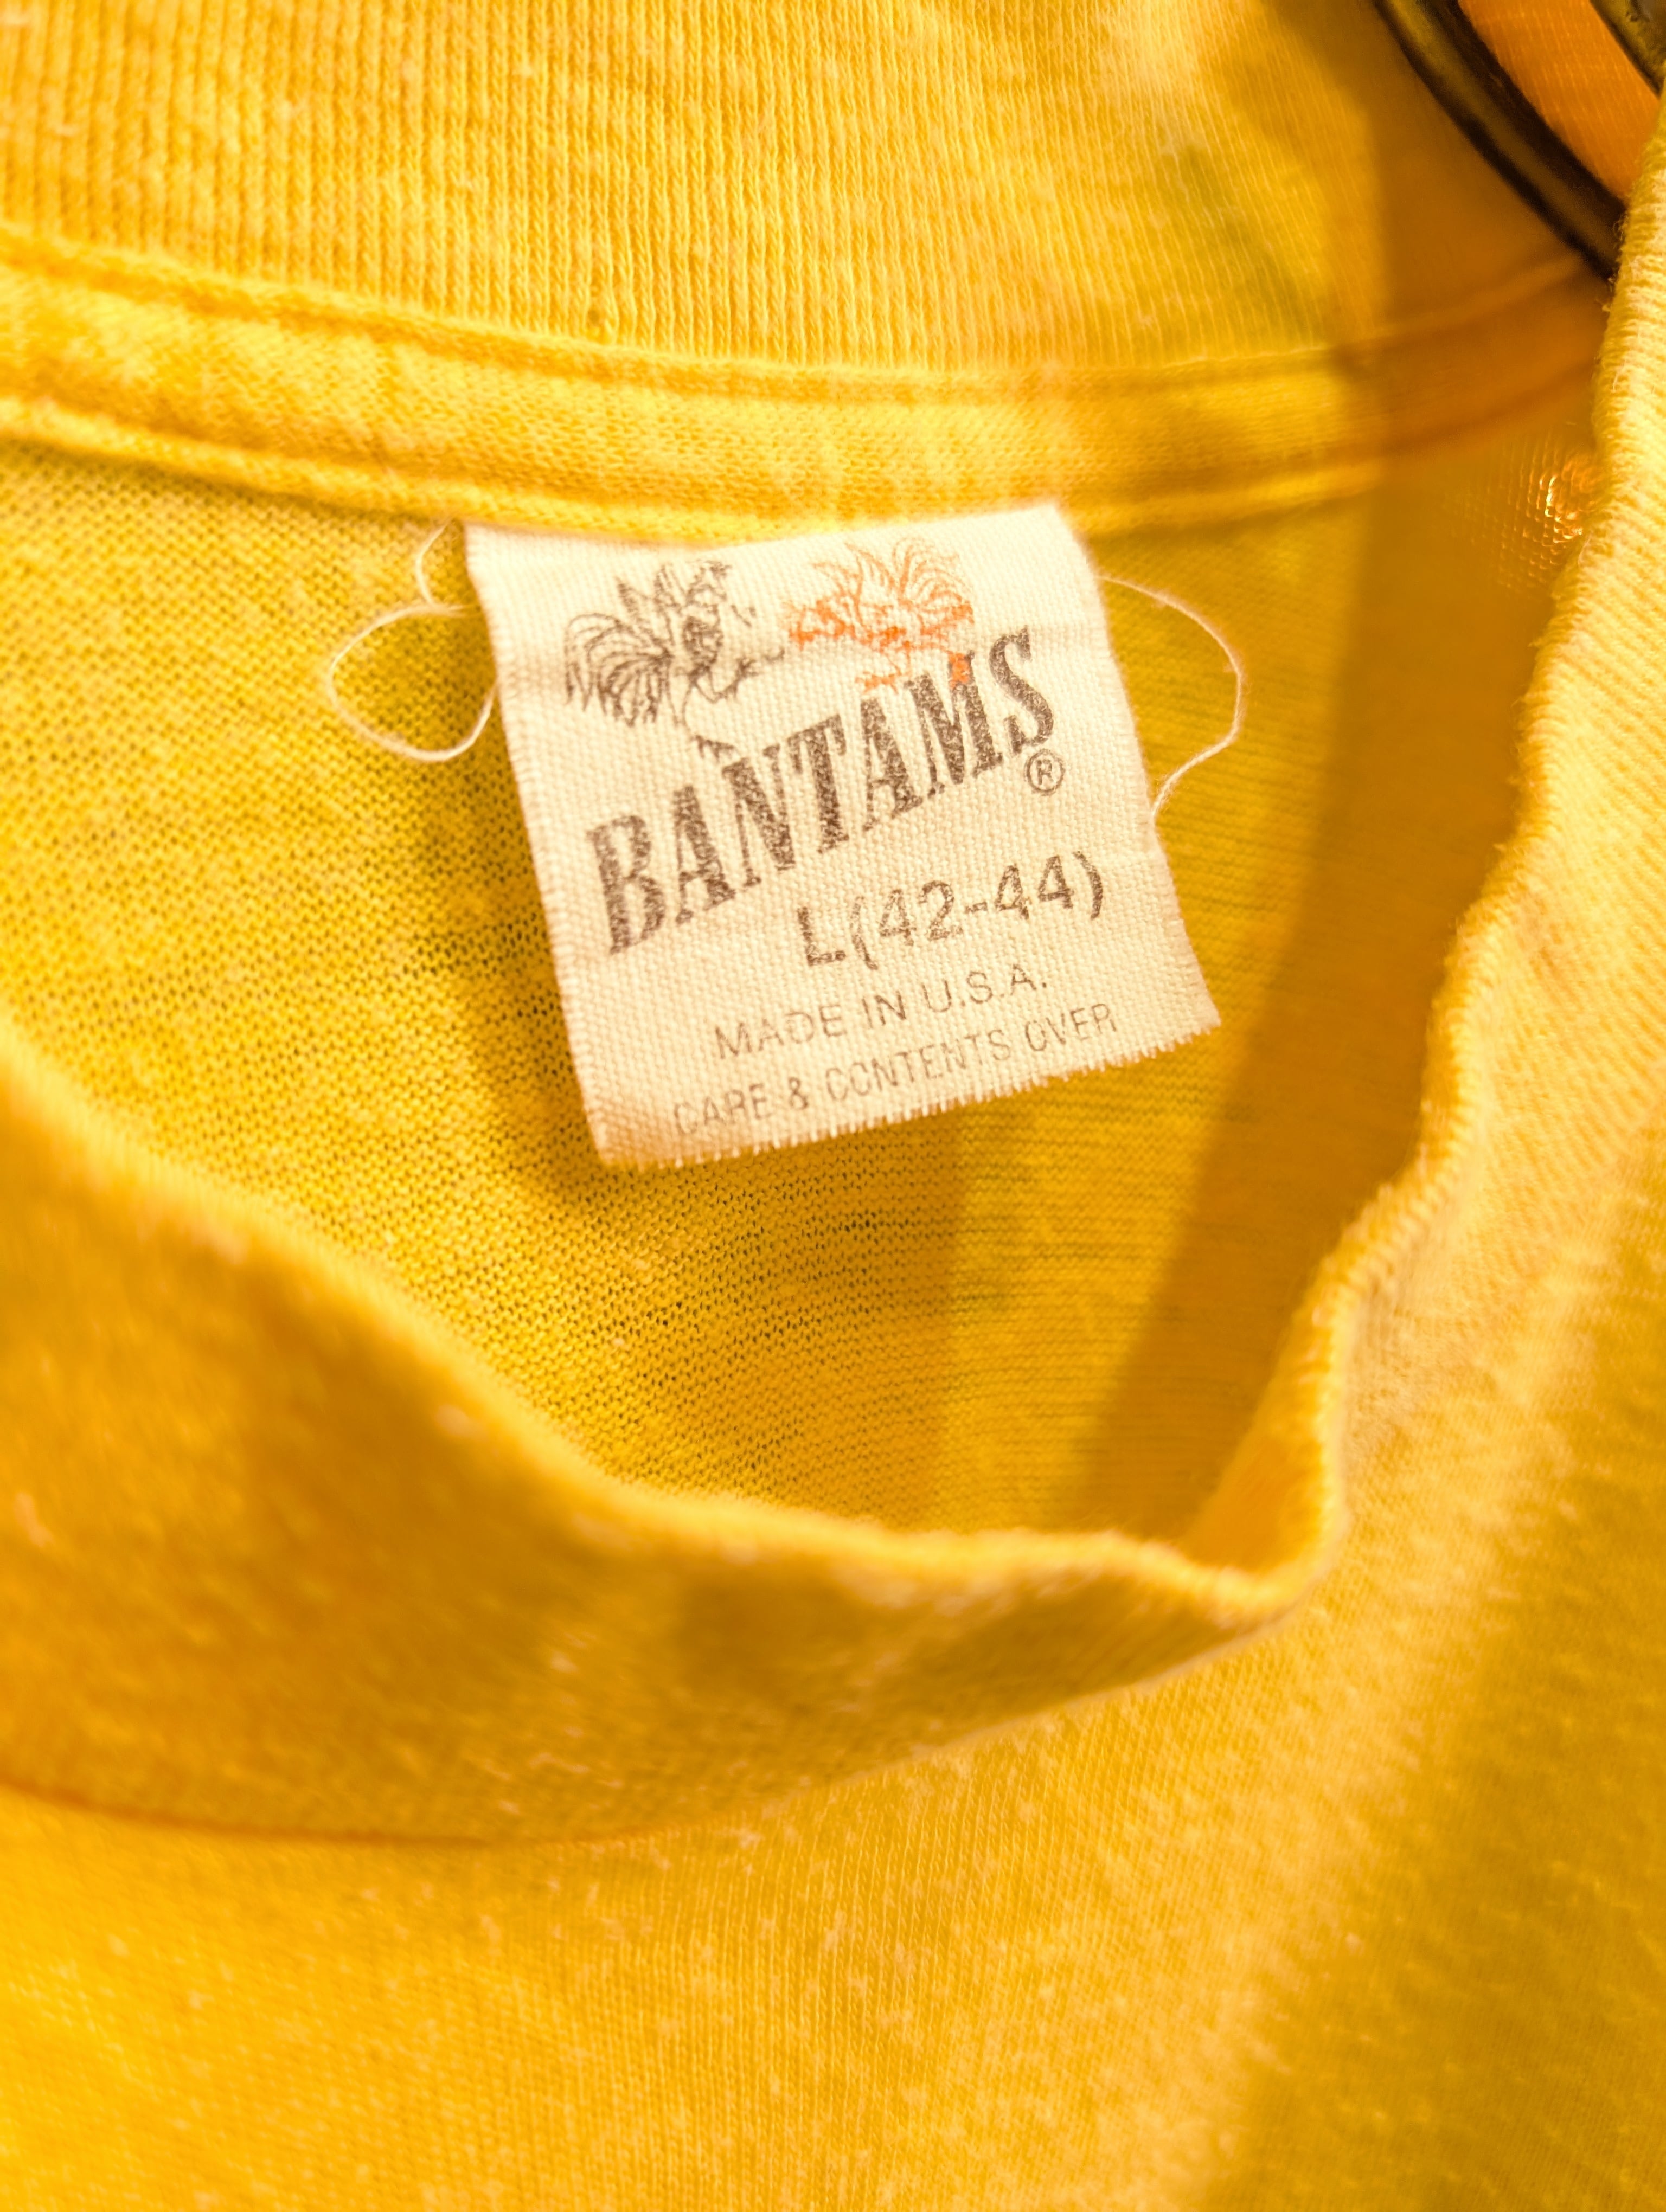 BANTAMS®
L(42-44)
MADE IN U.S.A.
CARE & CONTENTS OVER